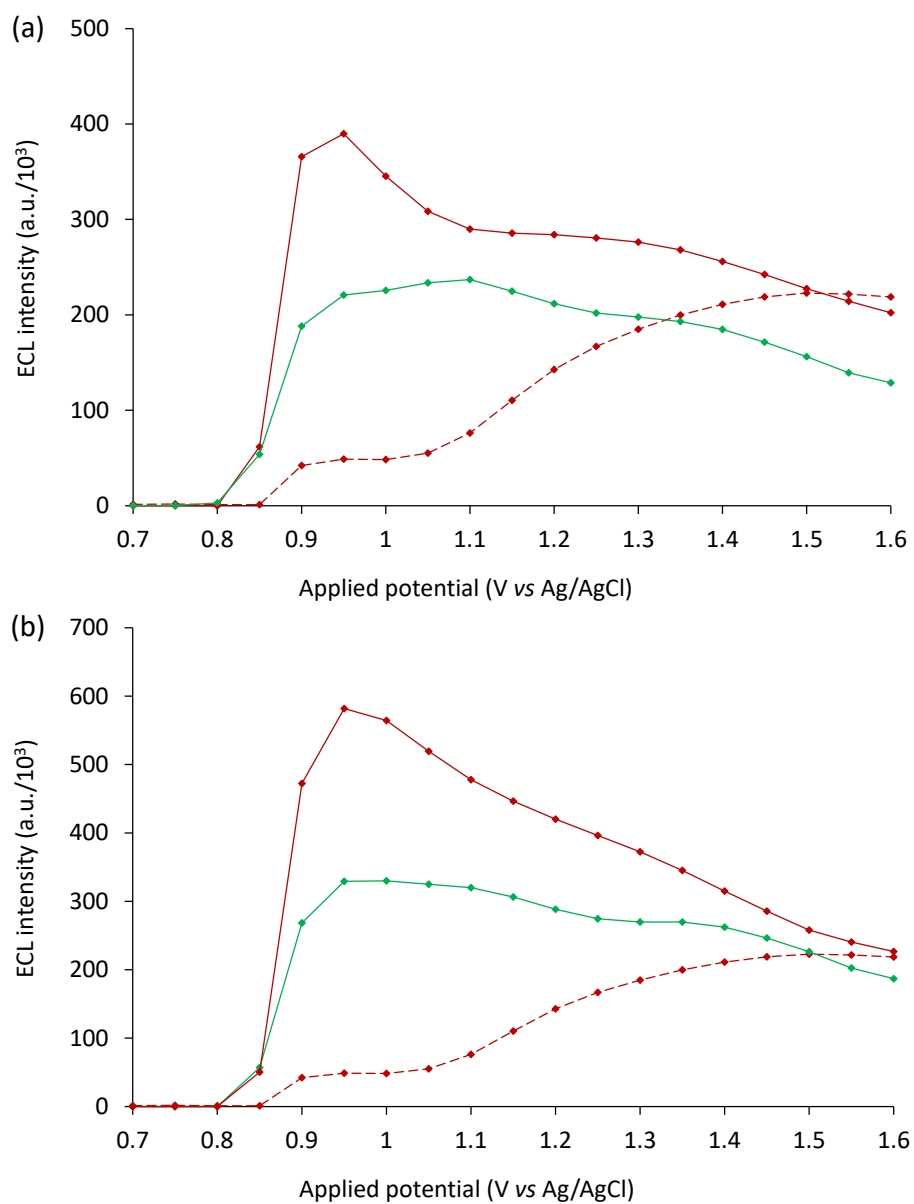 (a)
500
400
300
200
100
0
ECL intensity (a.u./10³)
0.7 0.8 0.9 1 1.1 1.2 1.3 1.4 1.5 1.6
Applied potential (V vs Ag/AgCl)
(b)
700
600
500
400
300
200
100
0
ECL intensity (a.u./10³)
0.7 0.8 0.9 1 1.1 1.2 1.3 1.4 1.5 1.6
Applied potential (V vs Ag/AgCl)